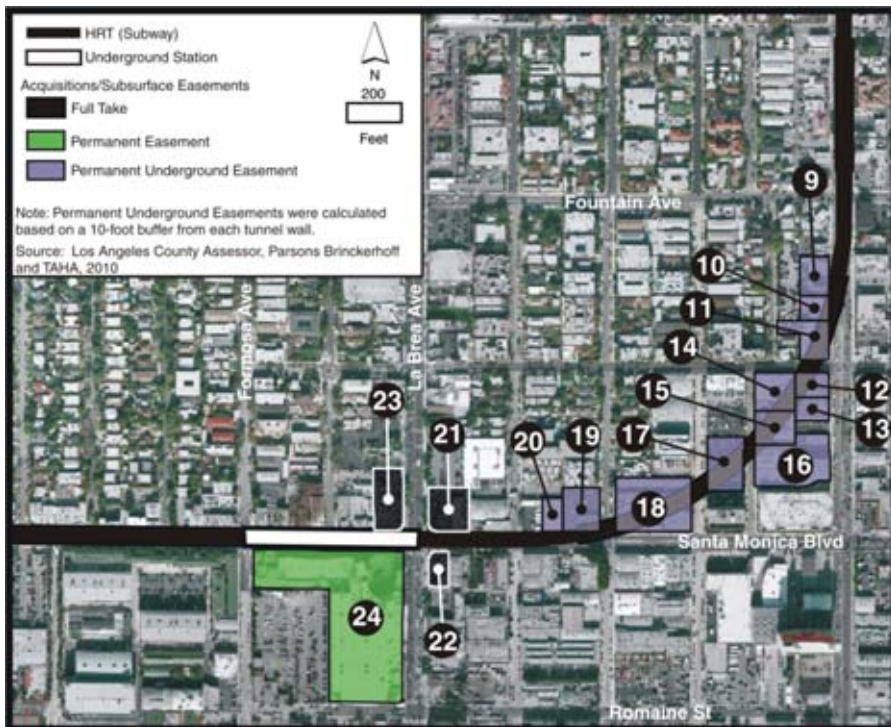 HRT (Subway)
Underground Station
Acquisitions/Subsurface Easements
Full Take
Permanent Easement
Permanent Underground Easement
N
200
Feet
Note: Permanent Underground Easements were calculated
based on a 10-foot buffer from each tunnel wall.
Source: Los Angeles County Assessor, Parsons Brinckerhoff
and TAHA, 2010
Fountain Ave
Formosa Ave
La Brea Ave
Santa Monica Blvd
Romaine St
9
10
11
14
15
12
13
17
16
23
21
20
19
18
22
24